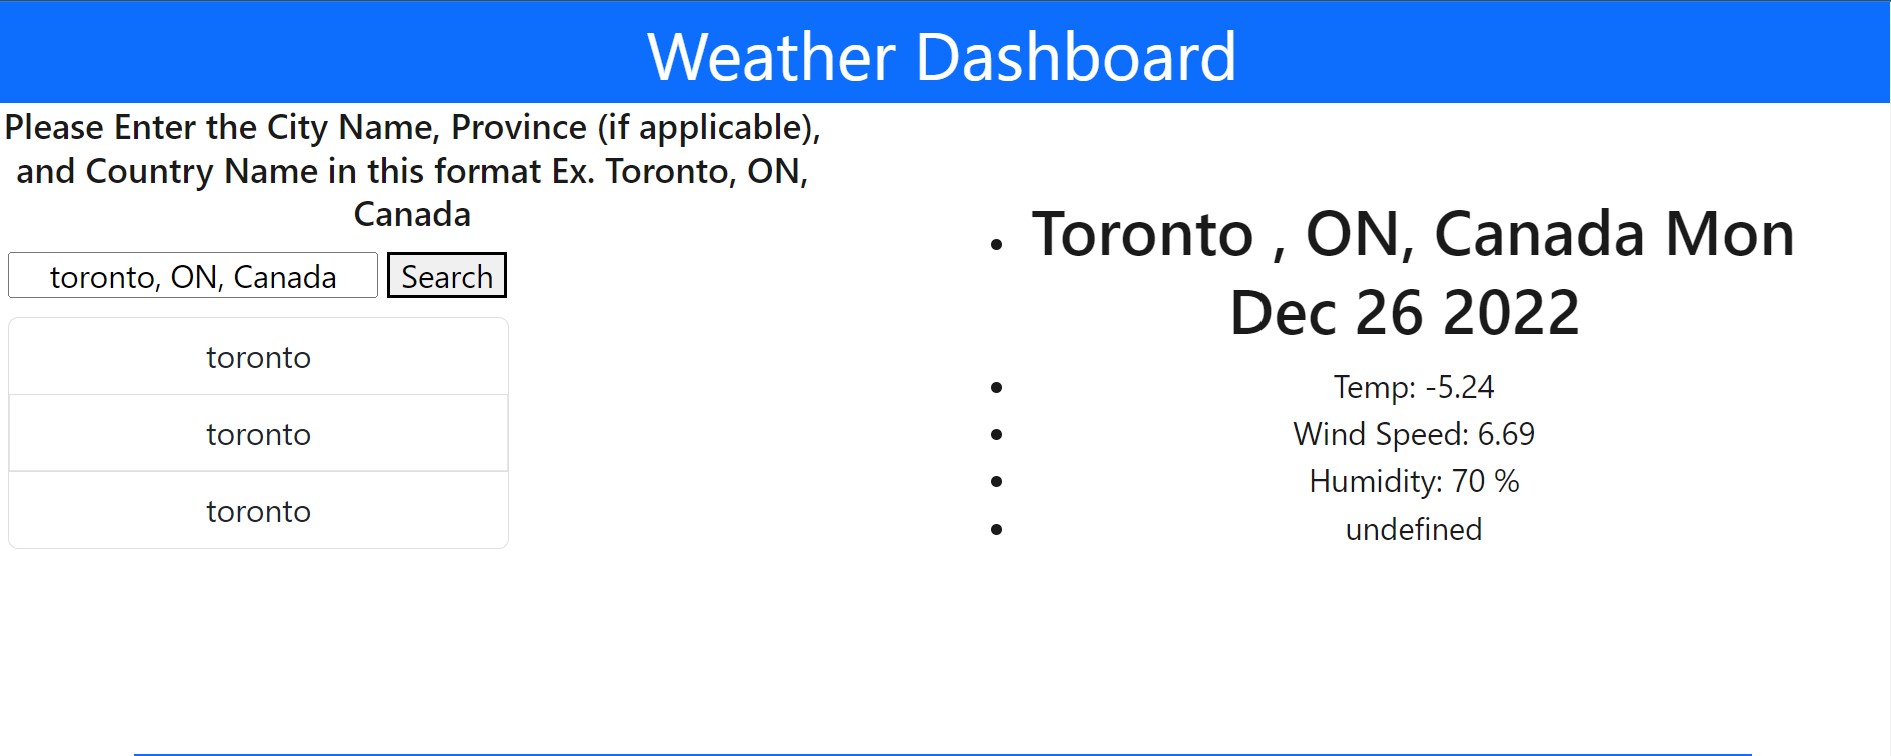 Weather Dashboard
Please Enter the City Name, Province (if applicable),
and Country Name in this format Ex. Toronto, ON,
Canada
toronto, ON, Canada
Search
toronto
toronto
toronto
Toronto , ON, Canada Mon
Dec 26 2022
Temp: -5.24
Wind Speed: 6.69
Humidity: 70 %
undefined